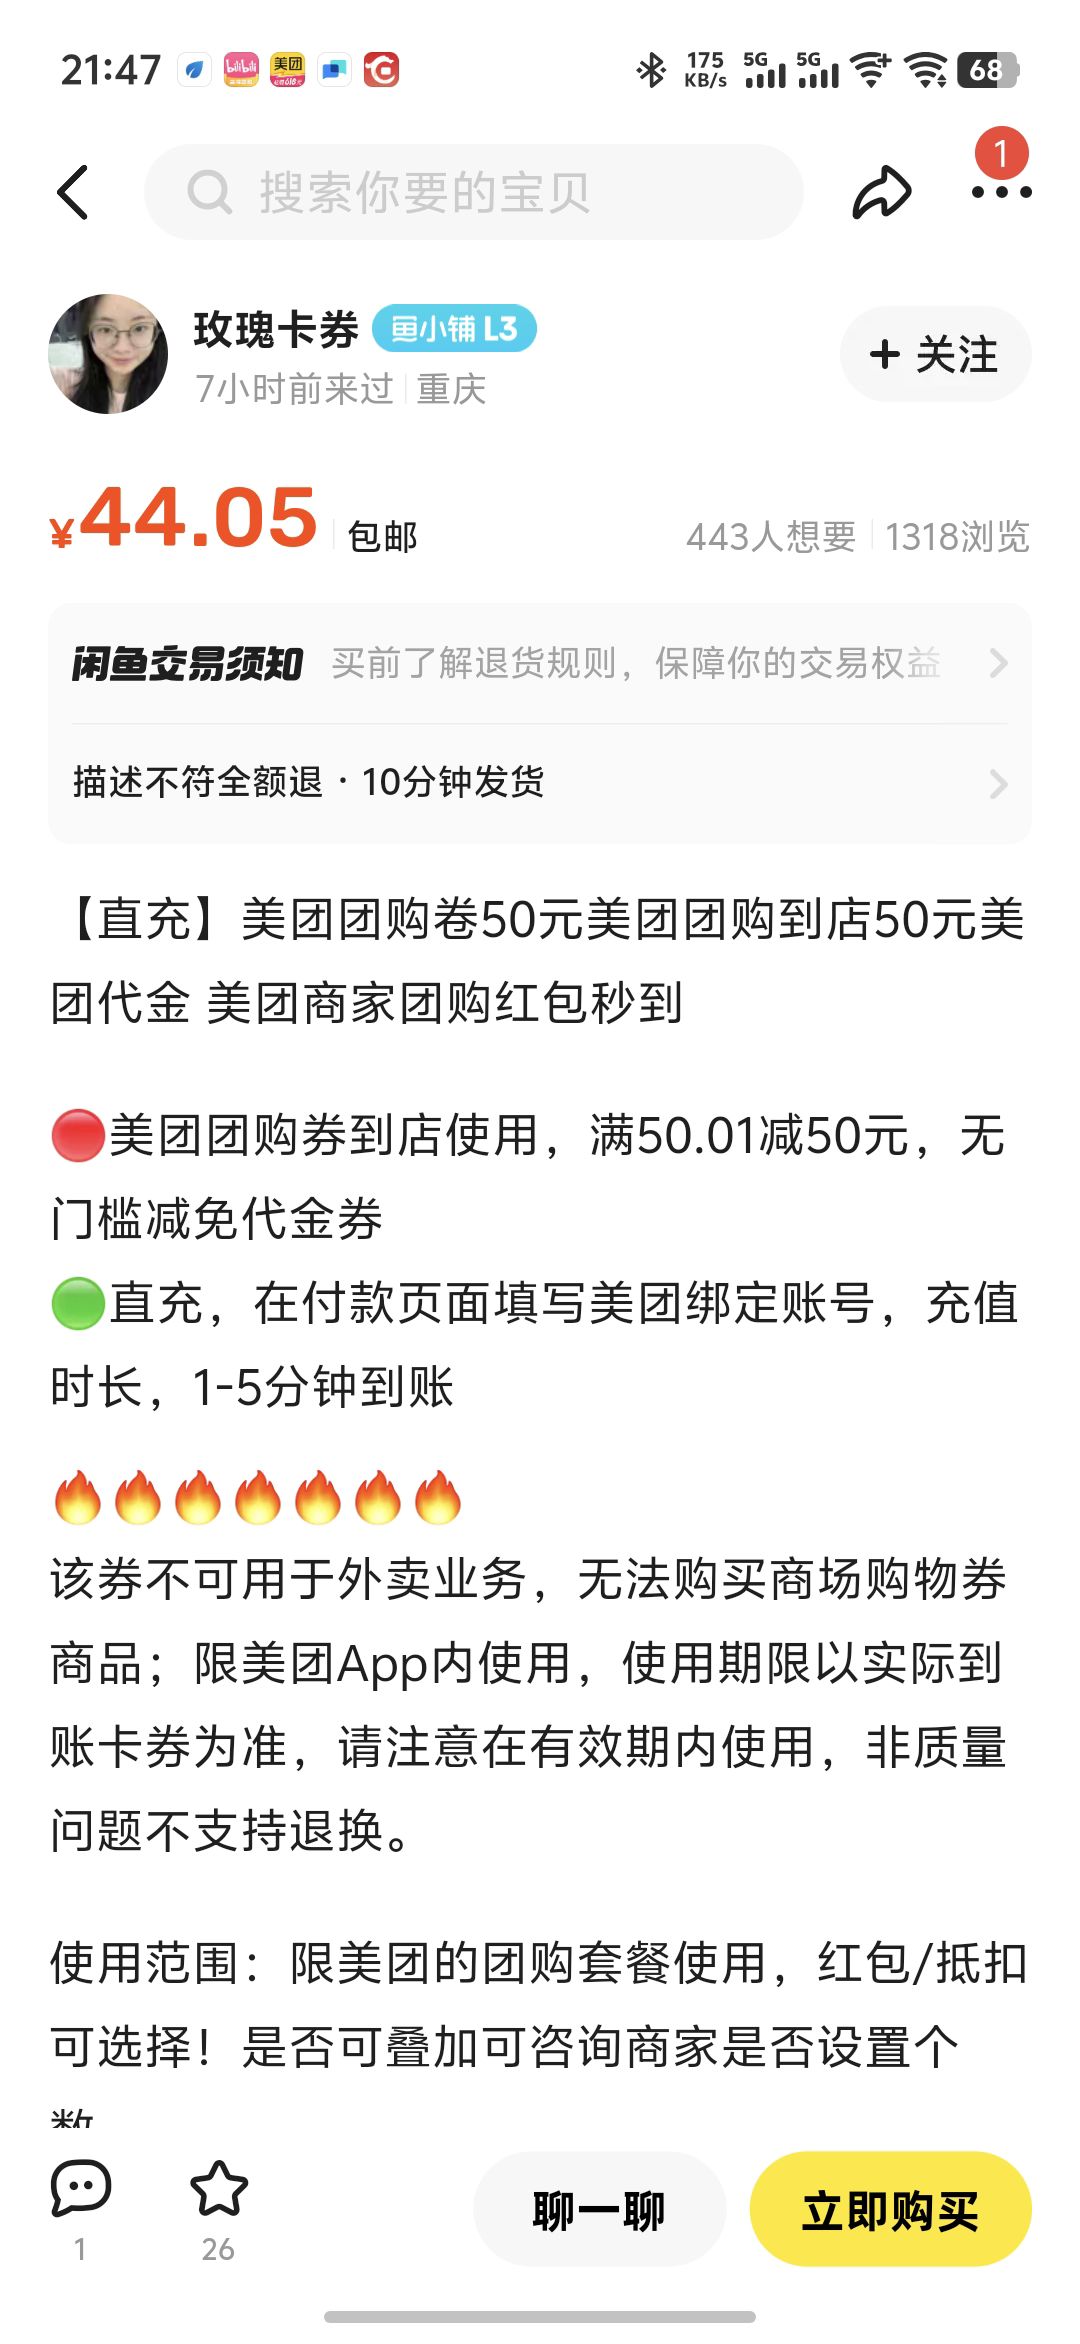 21:47
bilibili
美团
175 KB/s 5G 5G 68
搜索你要的宝贝
1
玫瑰卡券 鱼小铺 L3
7小时前来过 重庆
+ 关注
¥44.05 包邮 443人想要 1318浏览
闲鱼交易须知 买前了解退货规则，保障你的交易权益
描述不符全额退 · 10分钟发货
【直充】美团团购卷50元美团团购到店50元美
团代金 美团商家团购红包秒到
🔴美团团购券到店使用，满50.01减50元，无
门槛减免代金券
🟢直充，在付款页面填写美团绑定账号，充值
时长，1-5分钟到账
🔥🔥🔥🔥🔥🔥🔥
该券不可用于外卖业务，无法购买商场购物券
商品；限美团App内使用，使用期限以实际到
账卡券为准，请注意在有效期内使用，非质量
问题不支持退换。
使用范围：限美团的团购套餐使用，红包/抵扣
可选择！是否可叠加可咨询商家是否设置个
数
1
26
聊一聊
立即购买